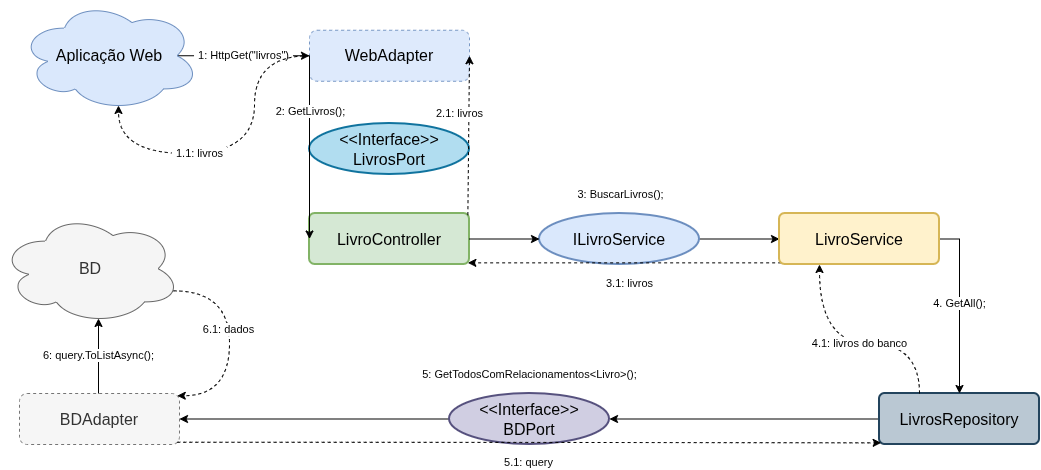 Aplicação Web
1: HttpGet("livros")
WebAdapter
2: GetLivros();
2.1: livros
1.1: livros
<<Interface>>
LivrosPort
3: BuscarLivros();
LivroController
ILivroService
LivroService
3.1: livros
BD
6.1: dados
4. GetAll();
4.1: livros do banco
6: query.ToListAsync();
5: GetTodosComRelacionamentos<Livro>();
BDAdapter
<<Interface>>
BDPort
LivrosRepository
5.1: query